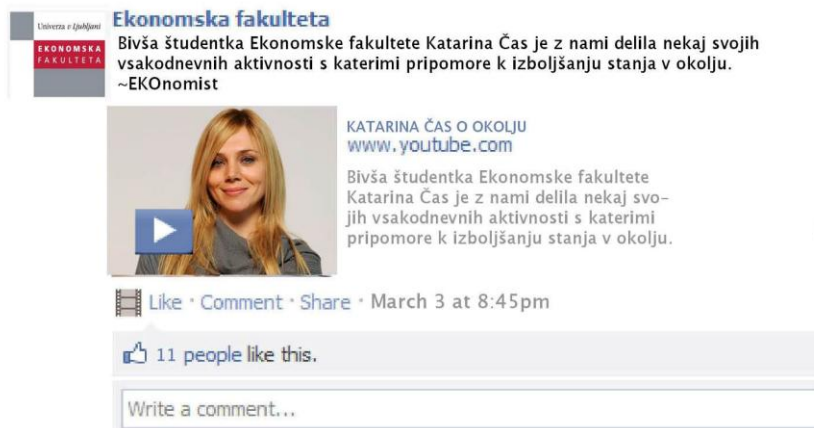 Univerza v Ljubljani
EKONOMSKA
FAKULTETA
Ekonomska fakulteta
Bivša študentka Ekonomske fakultete Katarina Čas je z nami delila nekaj svojih
vsakodnevnih aktivnosti s katerimi pripomore k izboljšanju stanja v okolju.
~EKOnomist
KATARINA ČAS O OKOLJU
www.youtube.com
Bivša študentka Ekonomske fakultete
Katarina Čas je z nami delila nekaj svo-
jih vsakodnevnih aktivnosti s katerimi
pripomore k izboljšanju stanja v okolju.
Like · Comment · Share · March 3 at 8:45pm
11 people like this.
Write a comment...